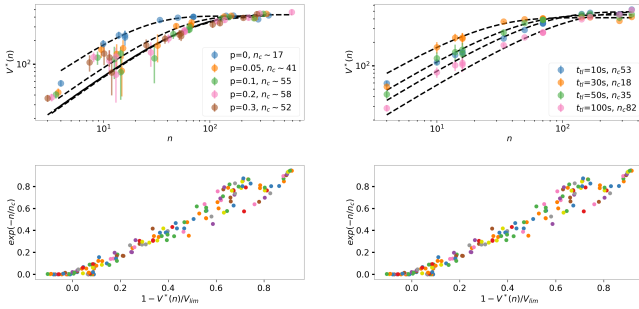 V*(n)
10²
p=0, n_c ~ 17
p=0.05, n_c ~ 41
p=0.1, n_c ~ 55
p=0.2, n_c ~ 58
p=0.3, n_c ~ 52
10¹ 10² 
n
V*(n)
10²
t_tl=10s, n_c53
t_tl=30s, n_c18
t_tl=50s, n_c35
t_tl=100s, n_c82
10¹ 10²
n
exp(−n/n_c)
0.8
0.6
0.4
0.2
0.0
0.0 0.2 0.4 0.6 0.8
1 − V*(n)/V_lim
exp(−n/n_c)
0.8
0.6
0.4
0.2
0.0
0.0 0.2 0.4 0.6 0.8
1 − V*(n)/V_lim